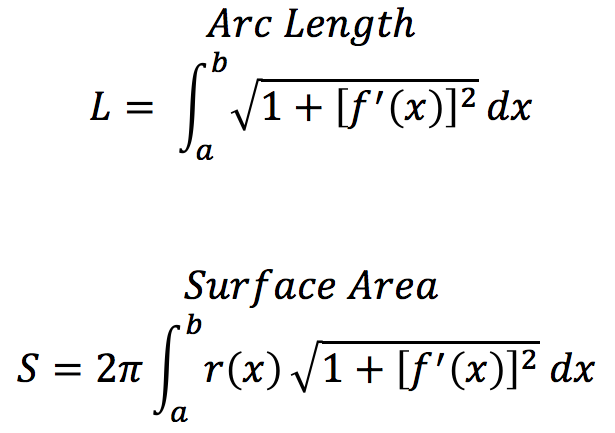 Arc Length
L = ∫_a^b √(1 + [f'(x)]²) dx
Surface Area
S = 2π ∫_a^b r(x) √(1 + [f'(x)]²) dx